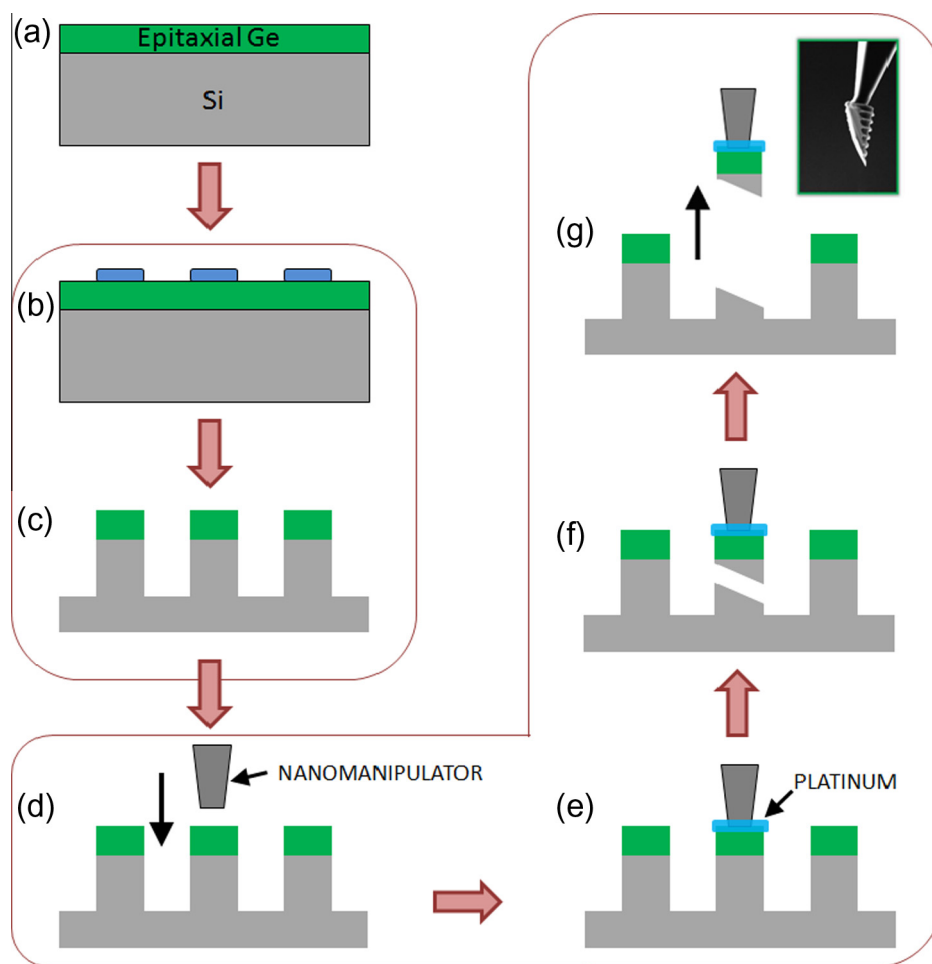 (a)
Epitaxial Ge
Si
(b)
(c)
(d)
NANOMANIPULATOR
(e)
PLATINUM
(f)
(g)